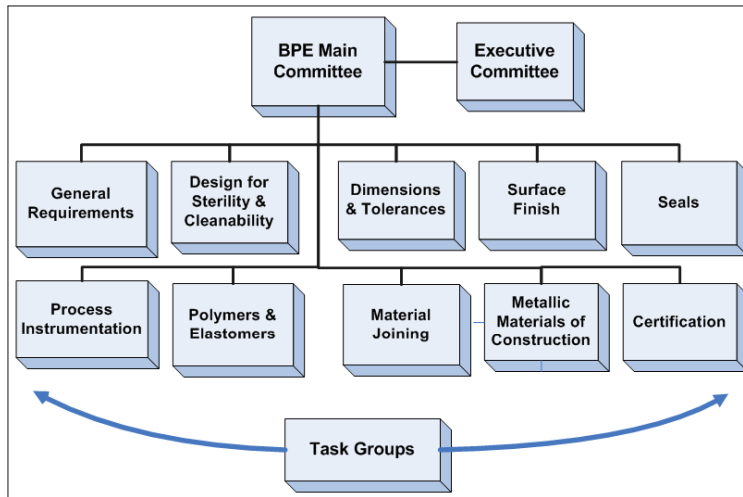 BPE Main
Committee
Executive
Committee
General
Requirements
Design for
Sterility &
Cleanability
Dimensions
& Tolerances
Surface
Finish
Seals
Process
Instrumentation
Polymers &
Elastomers
Material
Joining
Metallic
Materials of
Construction
Certification
Task Groups